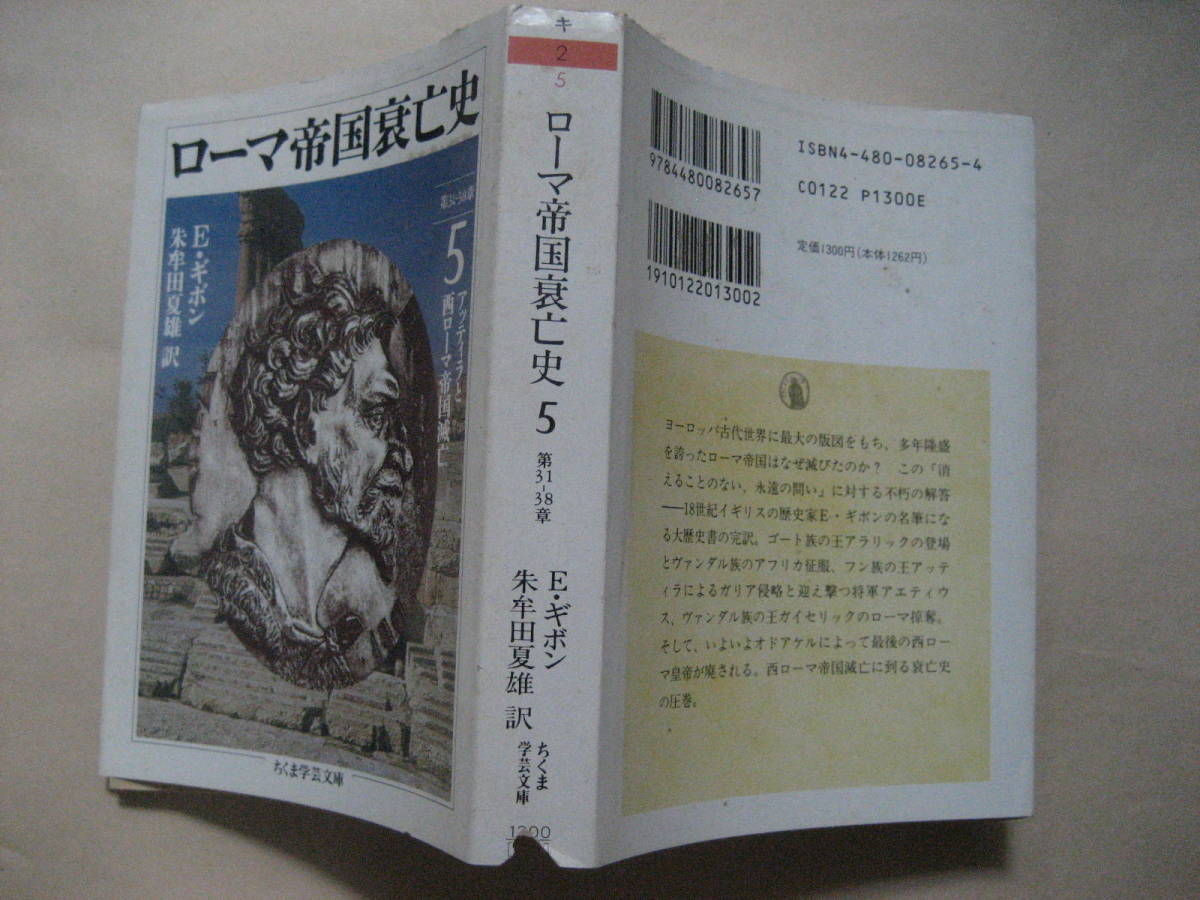 ローマ帝国衰亡史
第31-38章
5
アッティラと
西ローマ帝国滅亡
E・ギボン
朱牟田夏雄 訳
ちくま学芸文庫
キ
2
5
ローマ帝国衰亡史 5
第31-38章
E・ギボン
朱牟田夏雄 訳
ちくま
学芸文庫
1300
9784480082657
ISBN4-480-08265-4
C0122 P1300E
1910122013002
定価1300円(本体1262円)
ヨーロッパ古代世界に最大の版図をもち、多年隆盛
を誇ったローマ帝国はなぜ滅びたのか? この「消
えることのない、永遠の問い」に対する不朽の解答
——18世紀イギリスの歴史家E・ギボンの名筆にな
る大歴史書の完訳。ゴート族の王アラリックの登場
とヴァンダル族のアフリカ征服、フン族の王アッテ
ィラによるガリア侵略と迎え撃つ将軍アエティウ
ス、ヴァンダル族の王ガイセリックのローマ掠奪。
そして、いよいよオドアケルによって最後の西ロー
マ皇帝が廃される。西ローマ帝国滅亡に到る衰亡史
の圧巻。